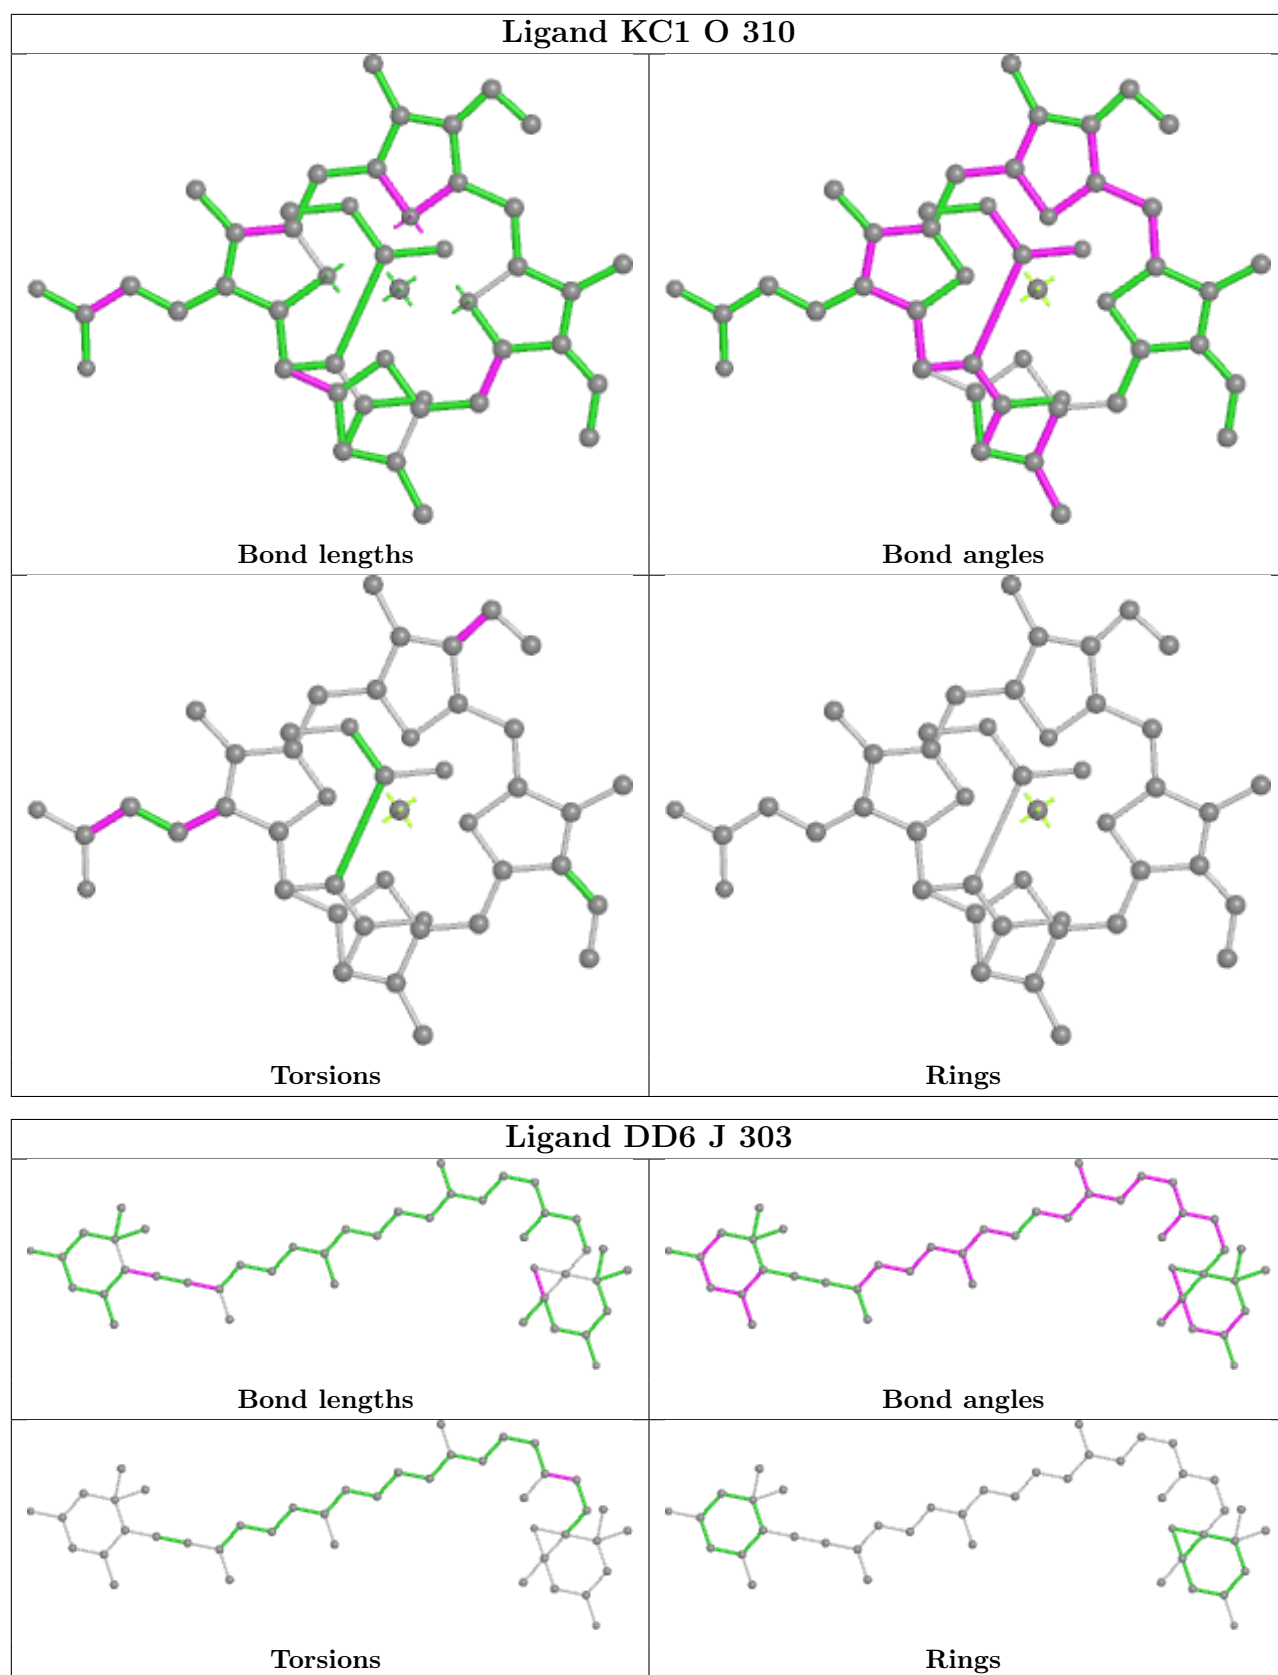 Ligand KC1 O 310
Bond lengths
Bond angles
Torsions
Rings
Ligand DD6 J 303
Bond lengths
Bond angles
Torsions
Rings